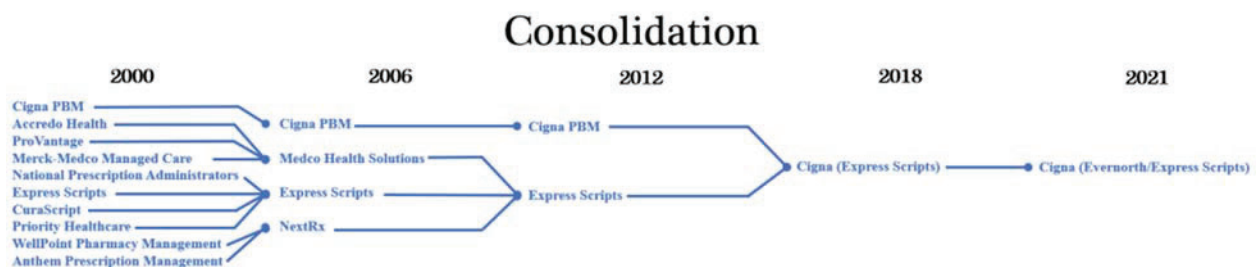 Consolidation
2000 2006 2012 2018 2021
Cigna PBM
Accredo Health
ProVantage
Merck-Medco Managed Care
National Prescription Administrators
Express Scripts
CuraScript
Priority Healthcare
WellPoint Pharmacy Management
Anthem Prescription Management
Cigna PBM
Medco Health Solutions
Express Scripts
NextRx
Cigna PBM
Express Scripts
Cigna (Express Scripts)
Cigna (Evernorth/Express Scripts)